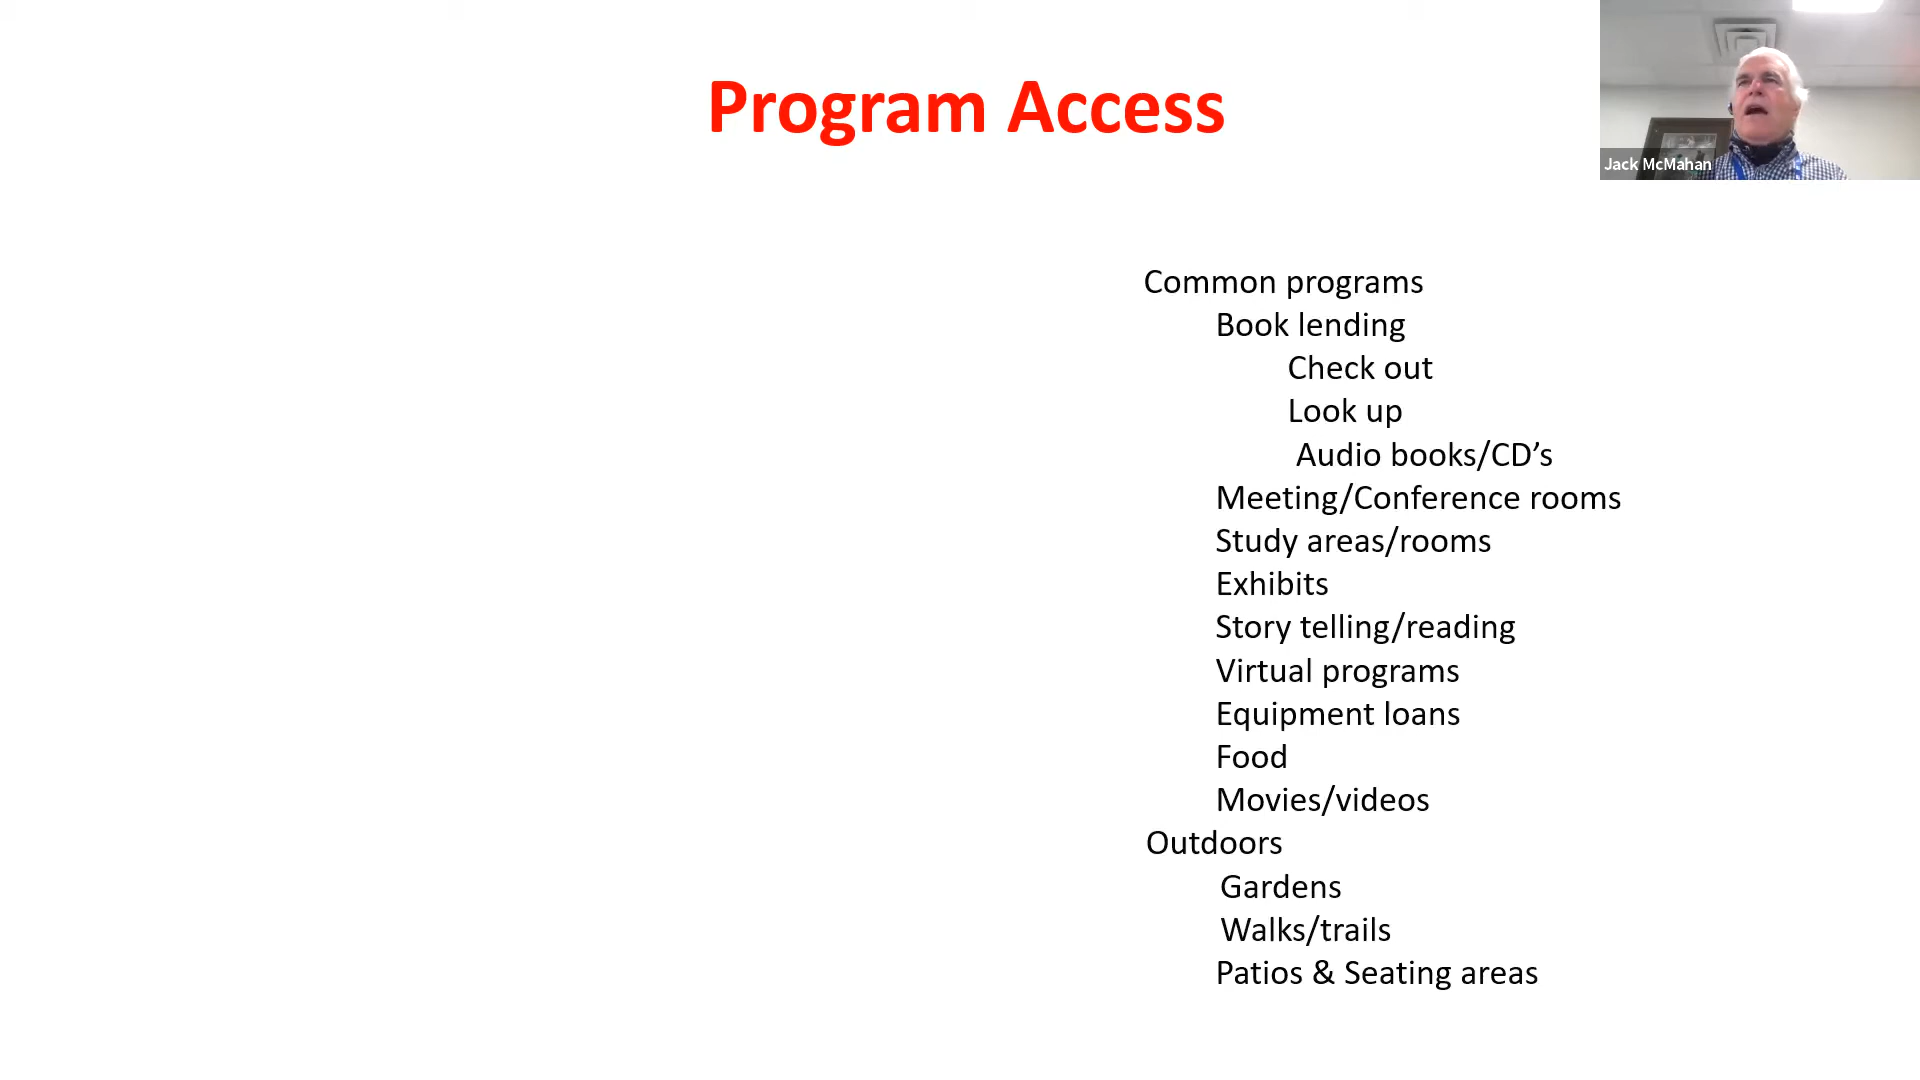 Program Access
Jack McMahan
Common programs
Book lending
Check out
Look up
Audio books/CD’s
Meeting/Conference rooms
Study areas/rooms
Exhibits
Story telling/reading
Virtual programs
Equipment loans
Food
Movies/videos
Outdoors
Gardens
Walks/trails
Patios & Seating areas